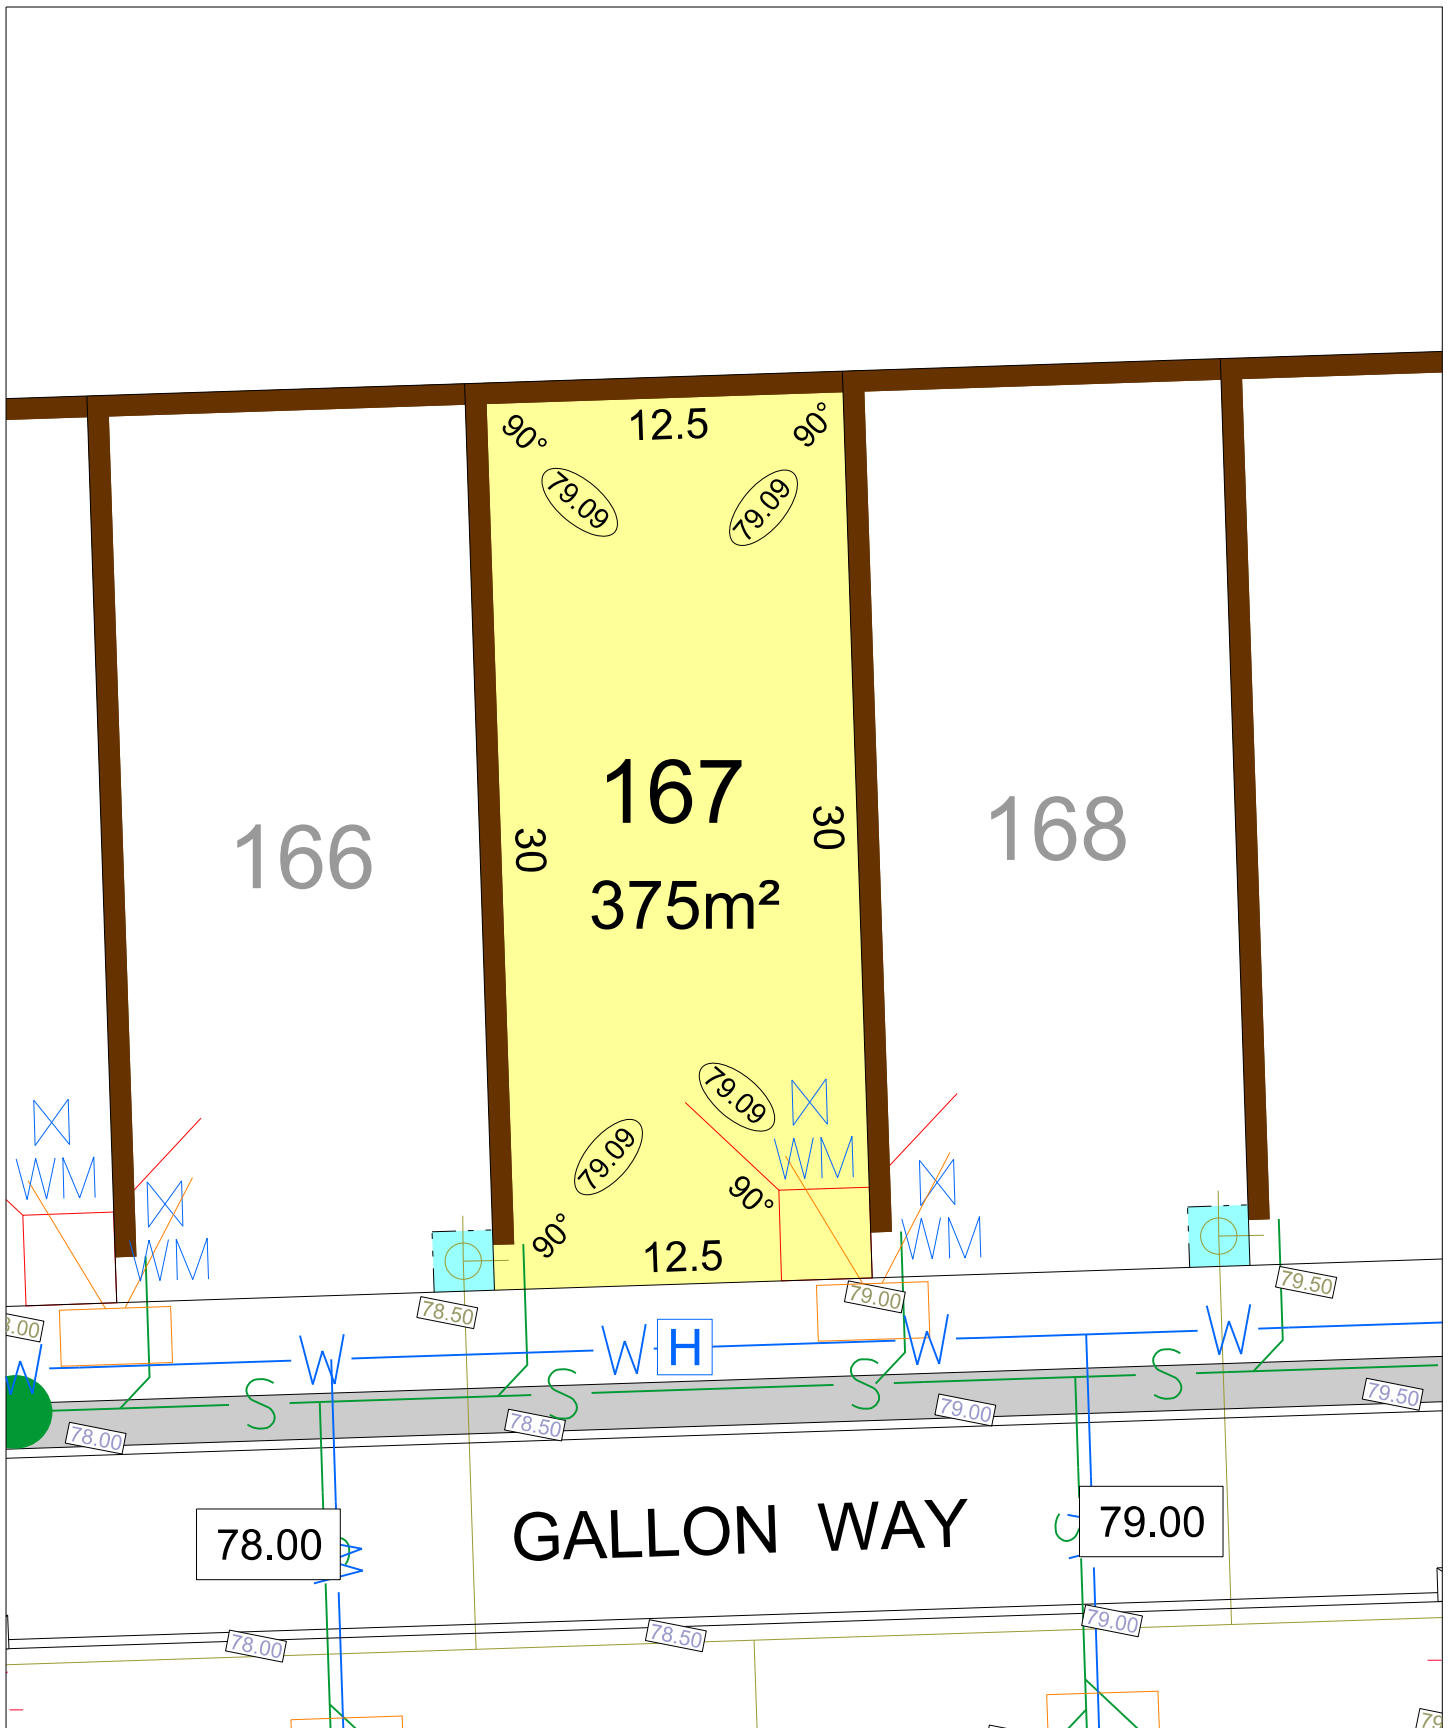 90° 12.5 90°
79.09 79.09
167
166 30 30 168
375m²
79.09
79.09
WM WM
WM WM
90° 90°
12.5
78.50 79.00 79.50
W W W H W W
S S S S
78.00 78.50 79.00 79.50
GALLON WAY
78.00 79.00
W
78.00 78.50 79.00